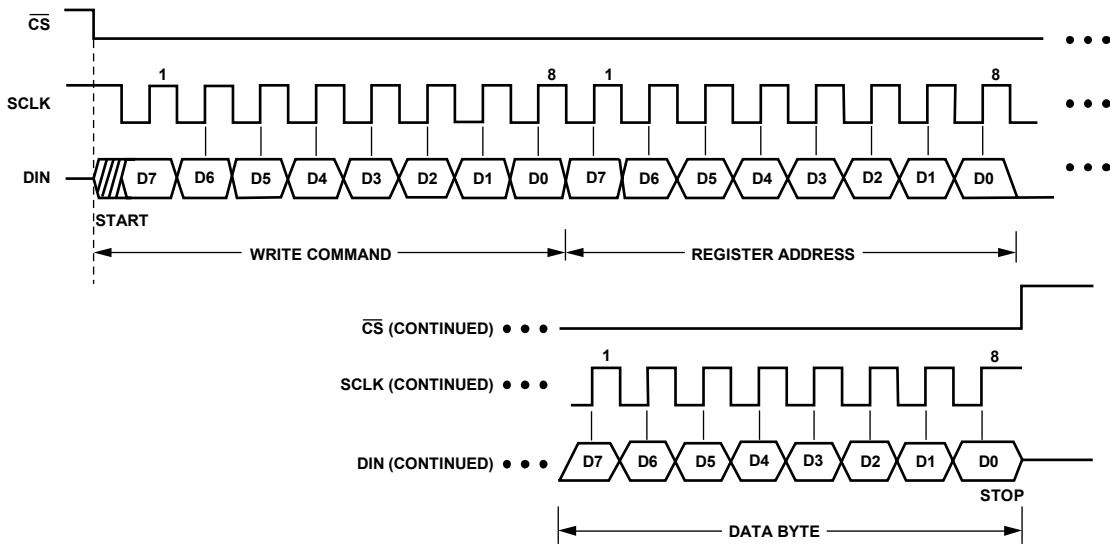 CS
1 8 1 8
SCLK
DIN D7 D6 D5 D4 D3 D2 D1 D0 D7 D6 D5 D4 D3 D2 D1 D0
START
WRITE COMMAND REGISTER ADDRESS
CS (CONTINUED)
1 8
SCLK (CONTINUED)
DIN (CONTINUED) D7 D6 D5 D4 D3 D2 D1 D0
STOP
DATA BYTE